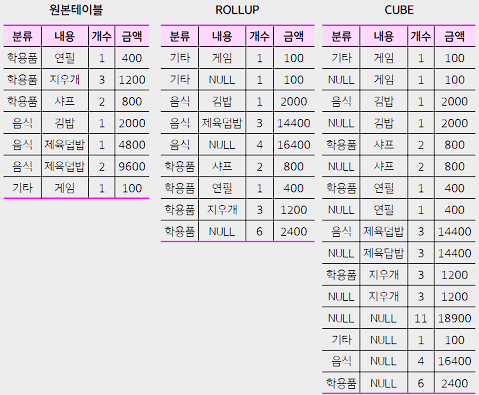 원본테이블
분류 내용 개수 금액
학용품 연필 1 400
학용품 지우개 3 1200
학용품 샤프 2 800
음식 김밥 1 2000
음식 제육덮밥 1 4800
음식 제육덮밥 2 9600
기타 게임 1 100
ROLLUP
분류 내용 개수 금액
기타 게임 1 100
기타 NULL 1 100
음식 김밥 1 2000
음식 제육덮밥 3 14400
음식 NULL 4 16400
학용품 샤프 2 800
학용품 연필 1 400
학용품 지우개 3 1200
학용품 NULL 6 2400
CUBE
분류 내용 개수 금액
기타 게임 1 100
NULL 게임 1 100
음식 김밥 1 2000
NULL 김밥 1 2000
학용품 샤프 2 800
NULL 샤프 2 800
학용품 연필 1 400
NULL 연필 1 400
음식 제육덮밥 3 14400
NULL 제육덮밥 3 14400
학용품 지우개 3 1200
NULL 지우개 3 1200
NULL NULL 11 18900
기타 NULL 1 100
음식 NULL 4 16400
학용품 NULL 6 2400